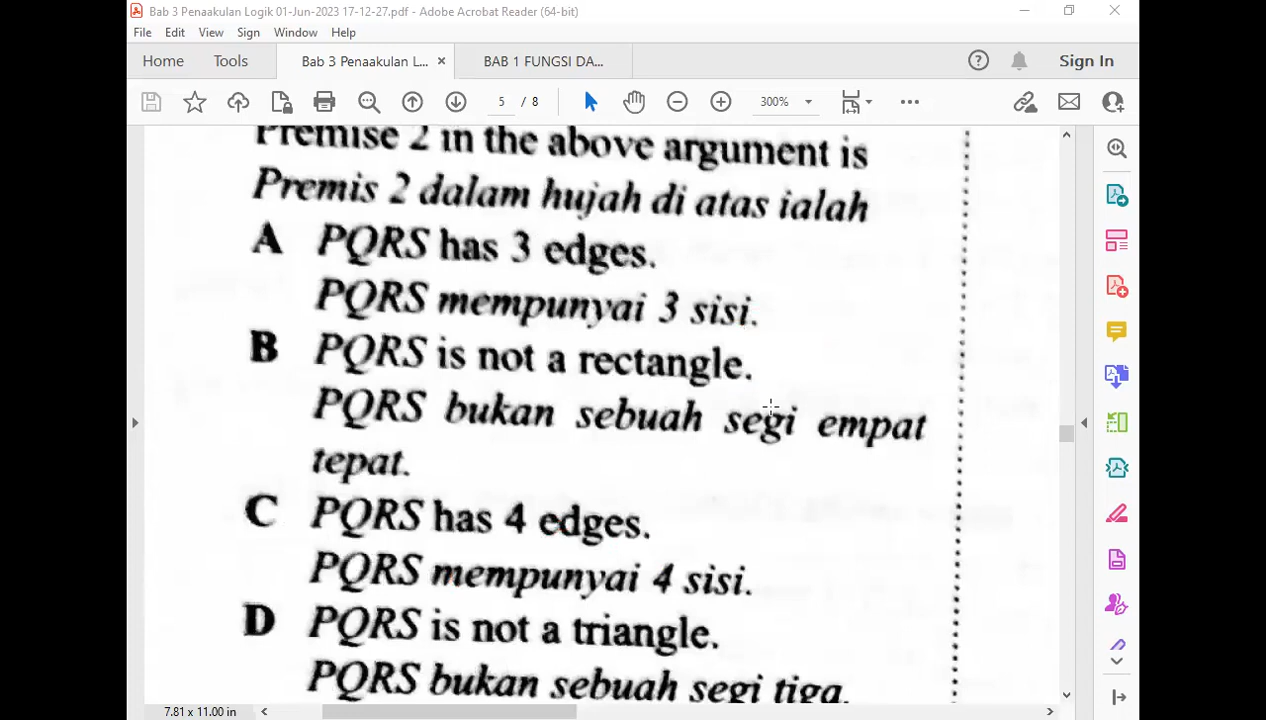 Bab 3 Penaakulan Logik 01-Jun-2023 17-12-27.pdf - Adobe Acrobat Reader (64-bit)
File Edit View Sign Window Help
Home Tools Bab 3 Penaakulan L... × BAB 1 FUNGSI DA... Sign In
5 / 8 300%
Premise 2 in the above argument is
Premis 2 dalam hujah di atas ialah
A PQRS has 3 edges.
PQRS mempunyai 3 sisi.
B PQRS is not a rectangle.
PQRS bukan sebuah segi empat
tepat.
C PQRS has 4 edges.
PQRS mempunyai 4 sisi.
D PQRS is not a triangle.
PQRS bukan sebuah segi tiga.
7.81 x 11.00 in